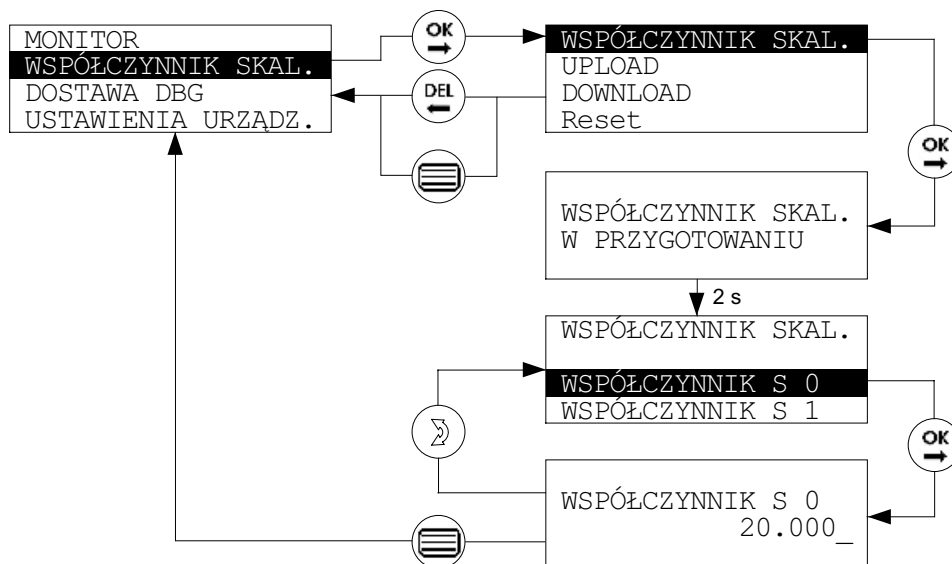 MONITOR
WSPÓŁCZYNNIK SKAL.
DOSTAWA DBG
USTAWIENIA URZĄDZ.
OK
DEL
WSPÓŁCZYNNIK SKAL.
UPLOAD
DOWNLOAD
Reset
OK
WSPÓŁCZYNNIK SKAL.
W PRZYGOTOWANIU
2 s
WSPÓŁCZYNNIK SKAL.
WSPÓŁCZYNNIK S 0
WSPÓŁCZYNNIK S 1
OK
WSPÓŁCZYNNIK S 0
20.000_